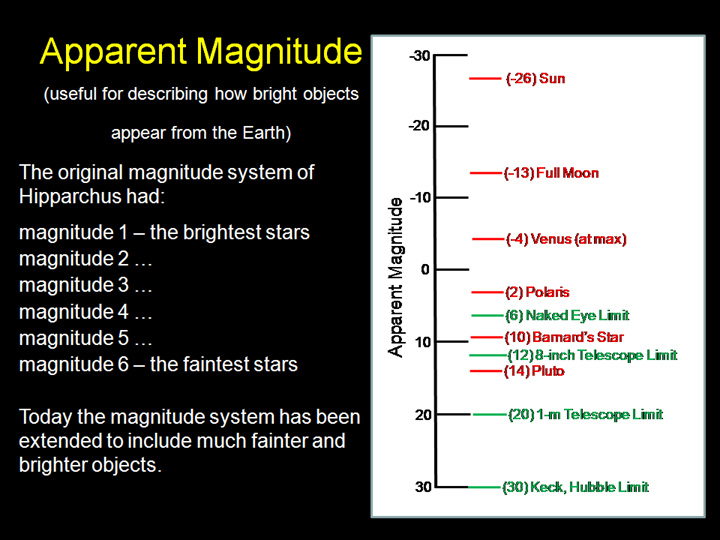 Apparent Magnitude
(useful for describing how bright objects
appear from the Earth)
The original magnitude system of
Hipparchus had:
magnitude 1 – the brightest stars
magnitude 2 …
magnitude 3 …
magnitude 4 …
magnitude 5 …
magnitude 6 – the faintest stars
Today the magnitude system has been
extended to include much fainter and
brighter objects.
Apparent Magnitude
-30
(-26) Sun
-20
(-13) Full Moon
-10
(-4) Venus (at max)
0
(2) Polaris
(6) Naked Eye Limit
(10) Barnard's Star
10
(12) 8-inch Telescope Limit
(14) Pluto
20
(20) 1-m Telescope Limit
30
(30) Keck, Hubble Limit